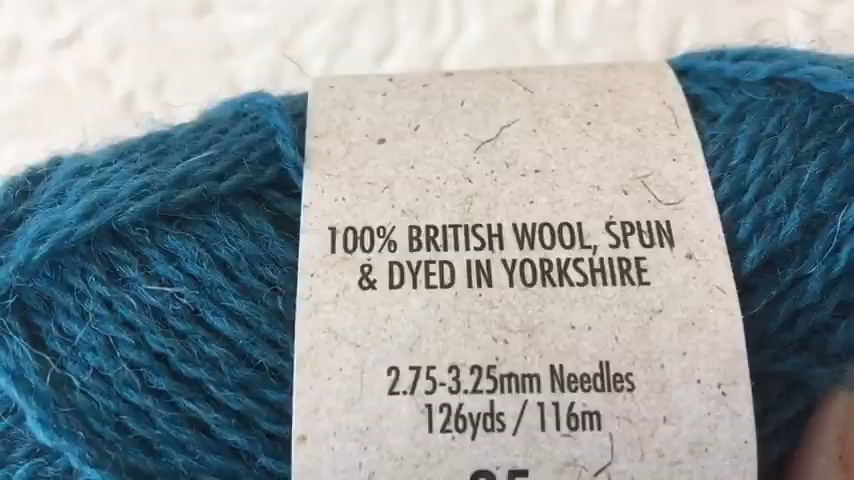 100% BRITISH WOOL, SPUN
& DYED IN YORKSHIRE
2.75-3.25mm Needles
126yds / 116m